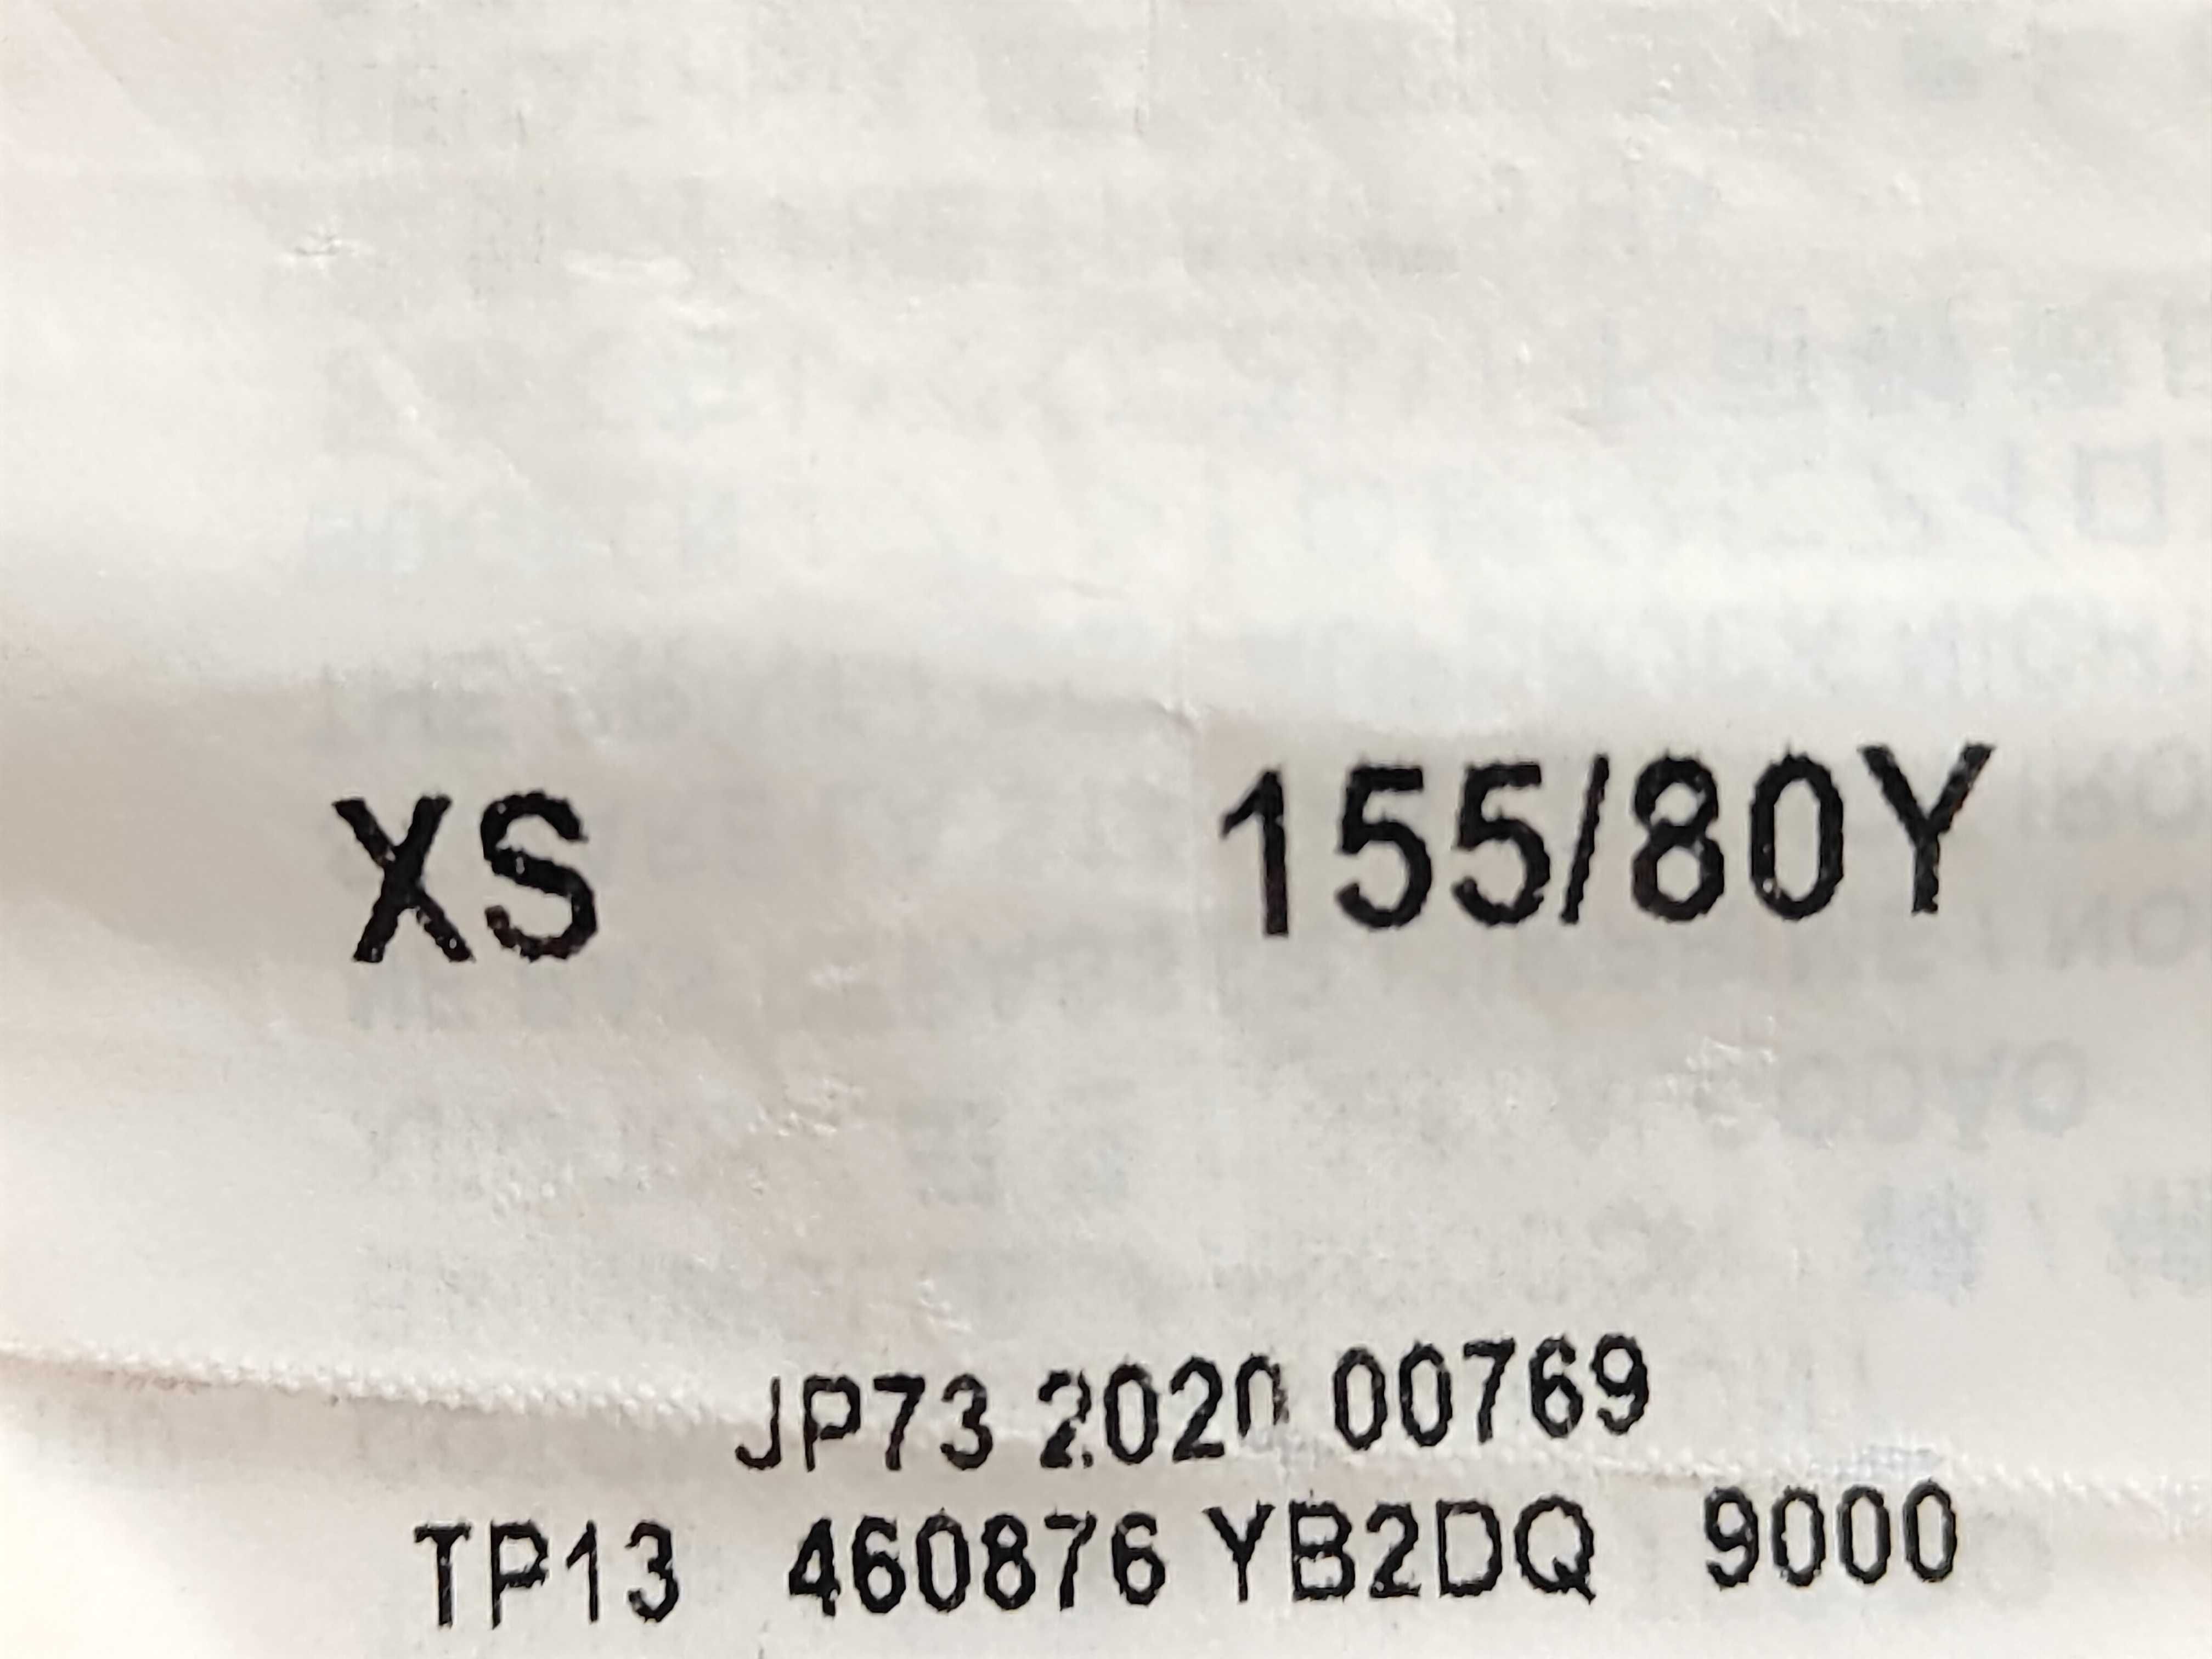 XS 155/80Y
JP73 2020 00769
TP13 460876 YB2DQ 9000